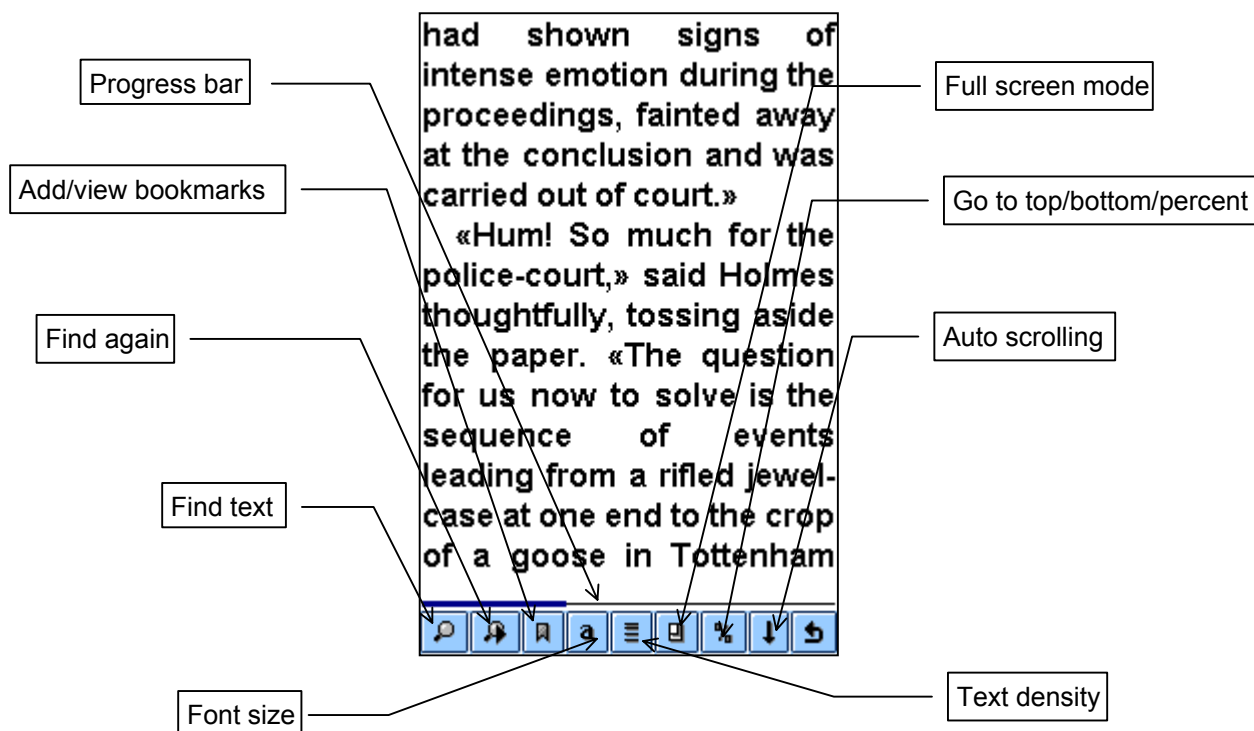 had shown signs of
intense emotion during the
proceedings, fainted away
at the conclusion and was
carried out of court.»
«Hum! So much for the
police-court,» said Holmes
thoughtfully, tossing aside
the paper. «The question
for us now to solve is the
sequence of events
leading from a rifled jewel-
case at one end to the crop
of a goose in Tottenham
a
%
Progress bar
Add/view bookmarks
Find again
Find text
Font size
Full screen mode
Go to top/bottom/percent
Auto scrolling
Text density